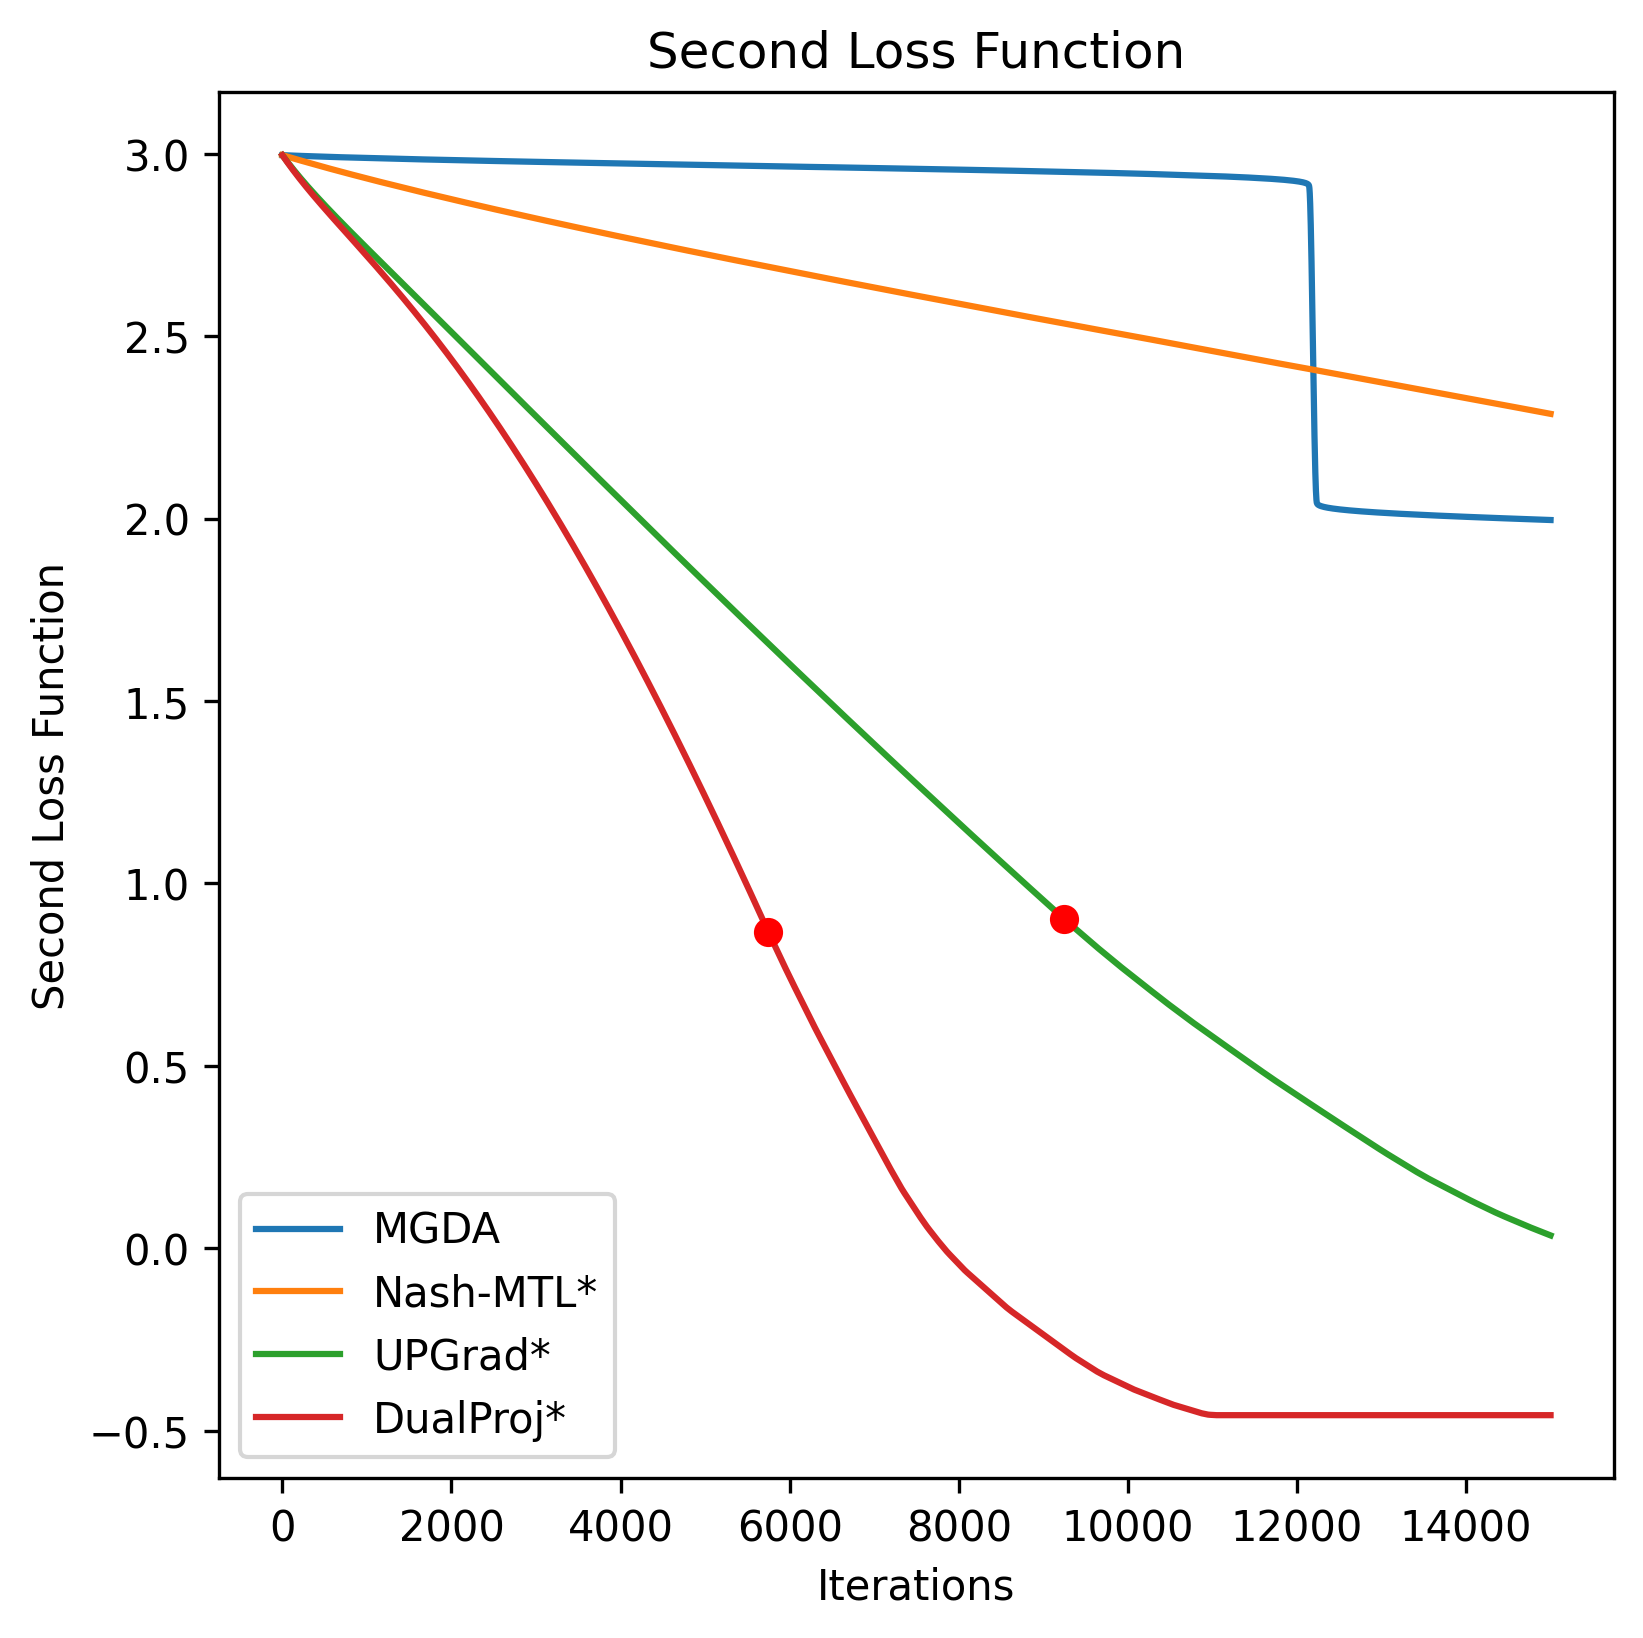 Second Loss Function
3.0
2.5
2.0
1.5
1.0
0.5
0.0
−0.5
Second Loss Function
MGDA
Nash-MTL*
UPGrad*
DualProj*
0 2000 4000 6000 8000 10000 12000 14000
Iterations